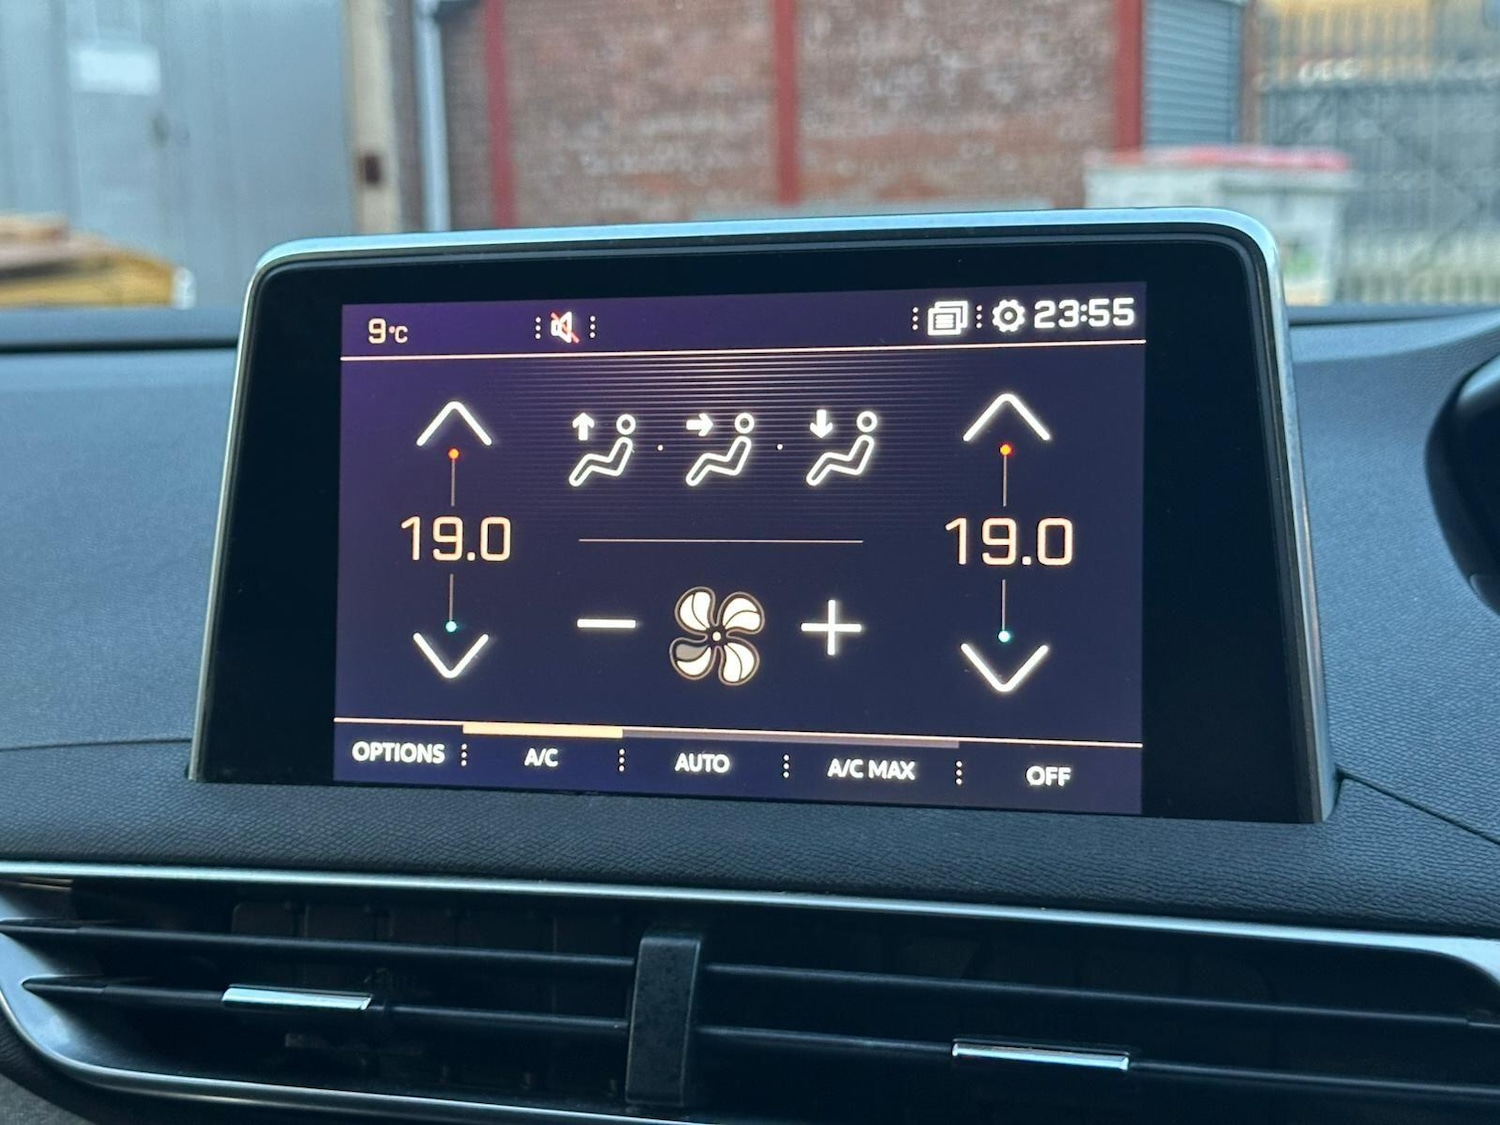 9°C 23:55
19.0 19.0
OPTIONS A/C AUTO A/C MAX OFF